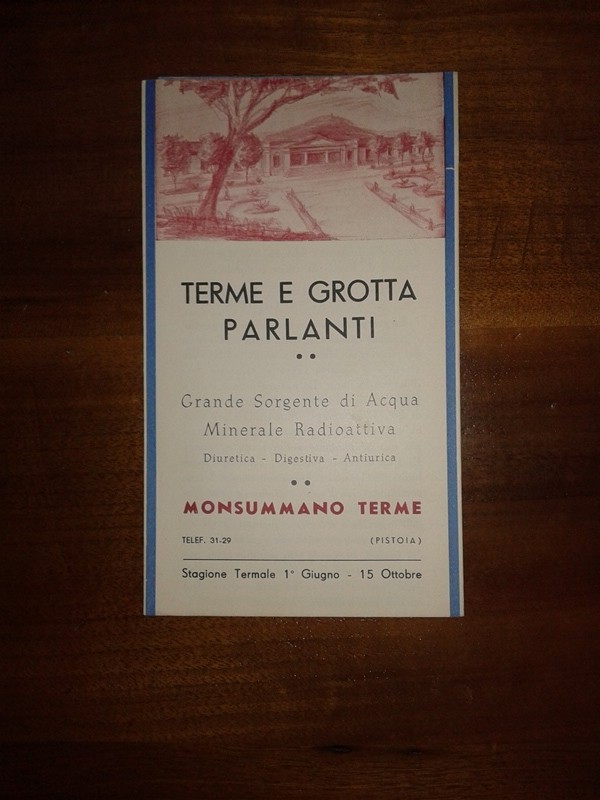 TERME E GROTTA
PARLANTI
Grande Sorgente di Acqua
Minerale Radioattiva
Diuretica - Digestiva - Antiurica
MONSUMMANO TERME
TELEF. 31-29 (PISTOIA)
Stagione Termale 1° Giugno - 15 Ottobre